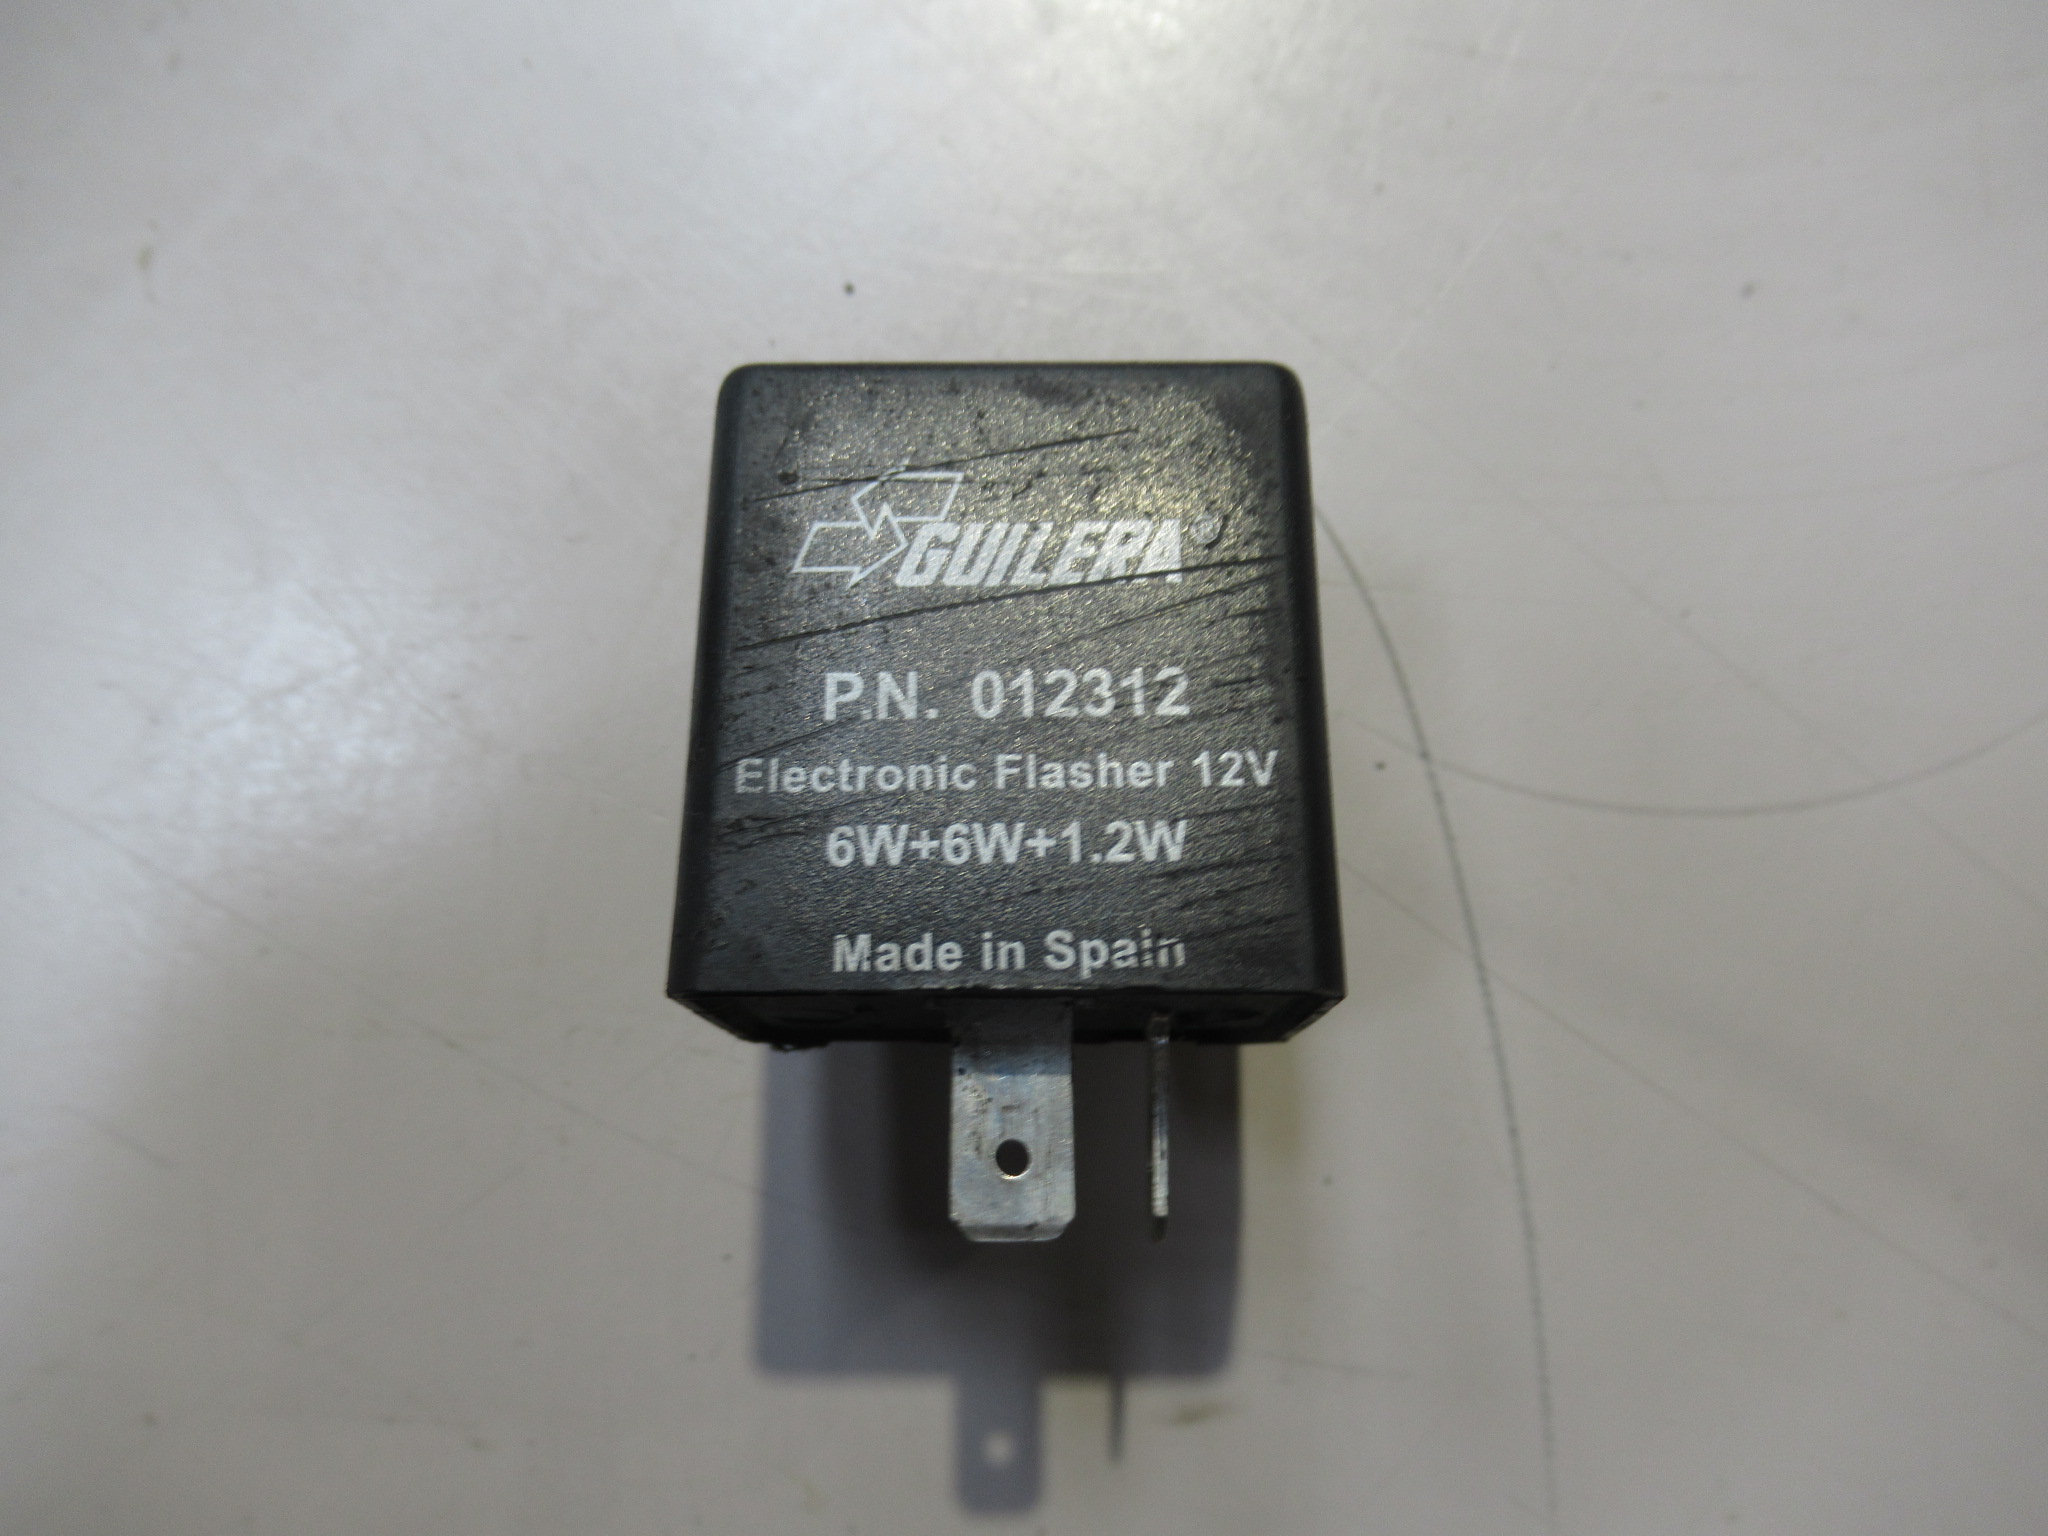 GUILERA®
P.N. 012312
Electronic Flasher 12V
6W+6W+1.2W
Made in Spain